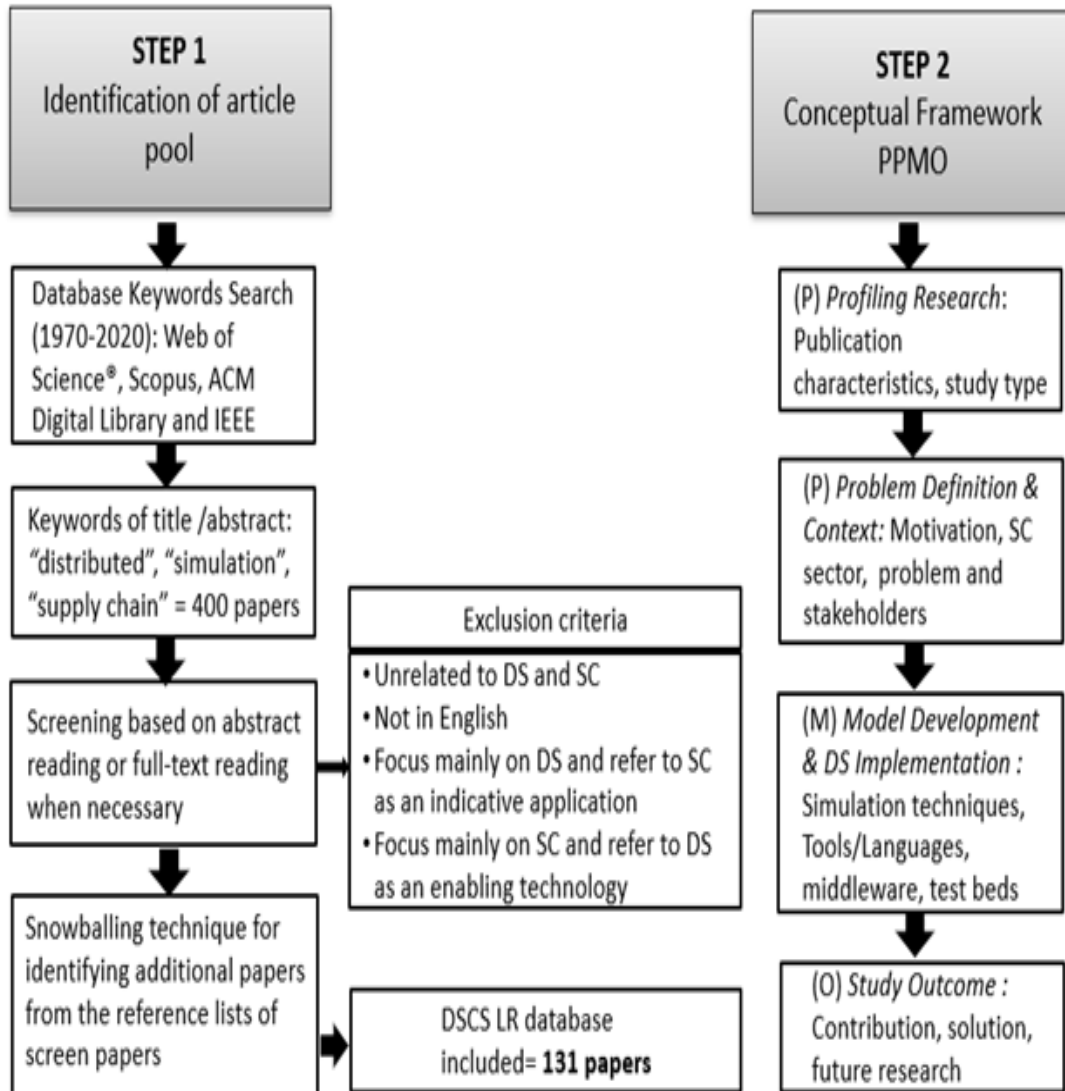 STEP 1
Identification of article
pool
Database Keywords Search
(1970-2020): Web of
Science®, Scopus, ACM
Digital Library and IEEE
Keywords of title /abstract:
“distributed”, “simulation”,
“supply chain” = 400 papers
Screening based on abstract
reading or full-text reading
when necessary
Exclusion criteria
• Unrelated to DS and SC
• Not in English
• Focus mainly on DS and refer to SC
as an indicative application
• Focus mainly on SC and refer to DS
as an enabling technology
Snowballing technique for
identifying additional papers
from the reference lists of
screen papers
DSCS LR database
included= 131 papers
STEP 2
Conceptual Framework
PPMO
(P) Profiling Research:
Publication
characteristics, study type
(P) Problem Definition &
Context: Motivation, SC
sector, problem and
stakeholders
(M) Model Development
& DS Implementation :
Simulation techniques,
Tools/Languages,
middleware, test beds
(O) Study Outcome :
Contribution, solution,
future research